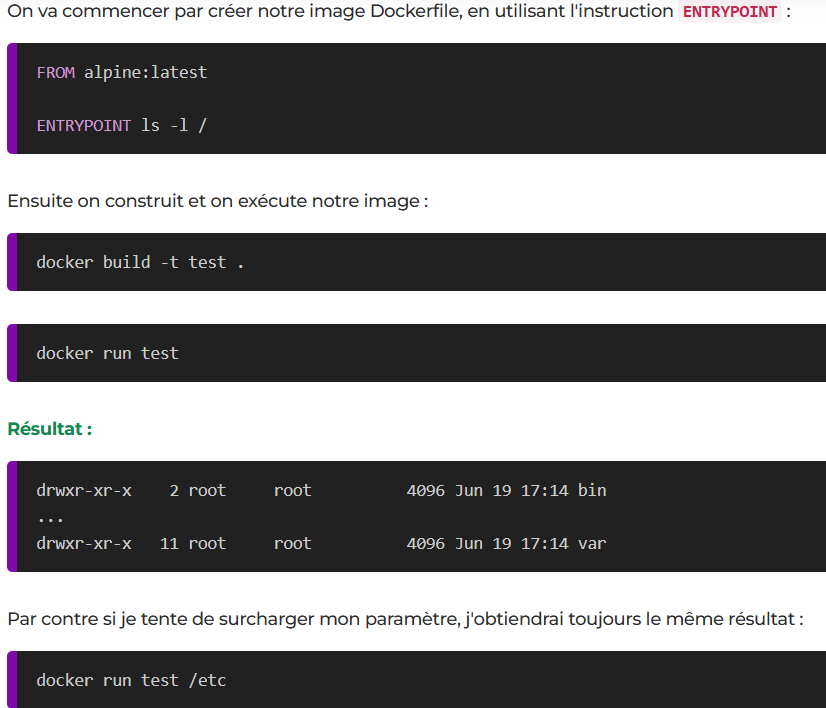 On va commencer par créer notre image Dockerfile, en utilisant l'instruction ENTRYPOINT :
FROM alpine:latest
ENTRYPOINT ls -l /
Ensuite on construit et on exécute notre image :
docker build -t test .
docker run test
Résultat :
drwxr-xr-x    2 root     root          4096 Jun 19 17:14 bin
...
drwxr-xr-x   11 root     root          4096 Jun 19 17:14 var
Par contre si je tente de surcharger mon paramètre, j'obtiendrai toujours le même résultat :
docker run test /etc